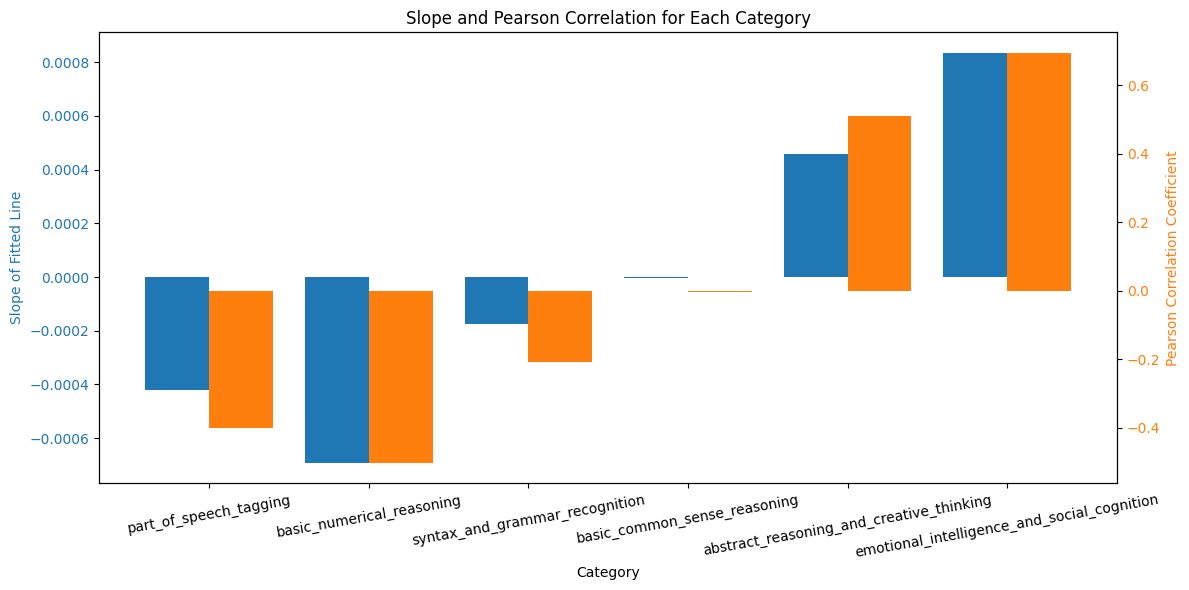 Slope and Pearson Correlation for Each Category
Slope of Fitted Line
0.0008
0.0006
0.0004
0.0002
0.0000
−0.0002
−0.0004
−0.0006
0.6
0.4
0.2
0.0
−0.2
−0.4
Pearson Correlation Coefficient
part_of_speech_tagging
basic_numerical_reasoning
syntax_and_grammar_recognition
basic_common_sense_reasoning
abstract_reasoning_and_creative_thinking
emotional_intelligence_and_social_cognition
Category